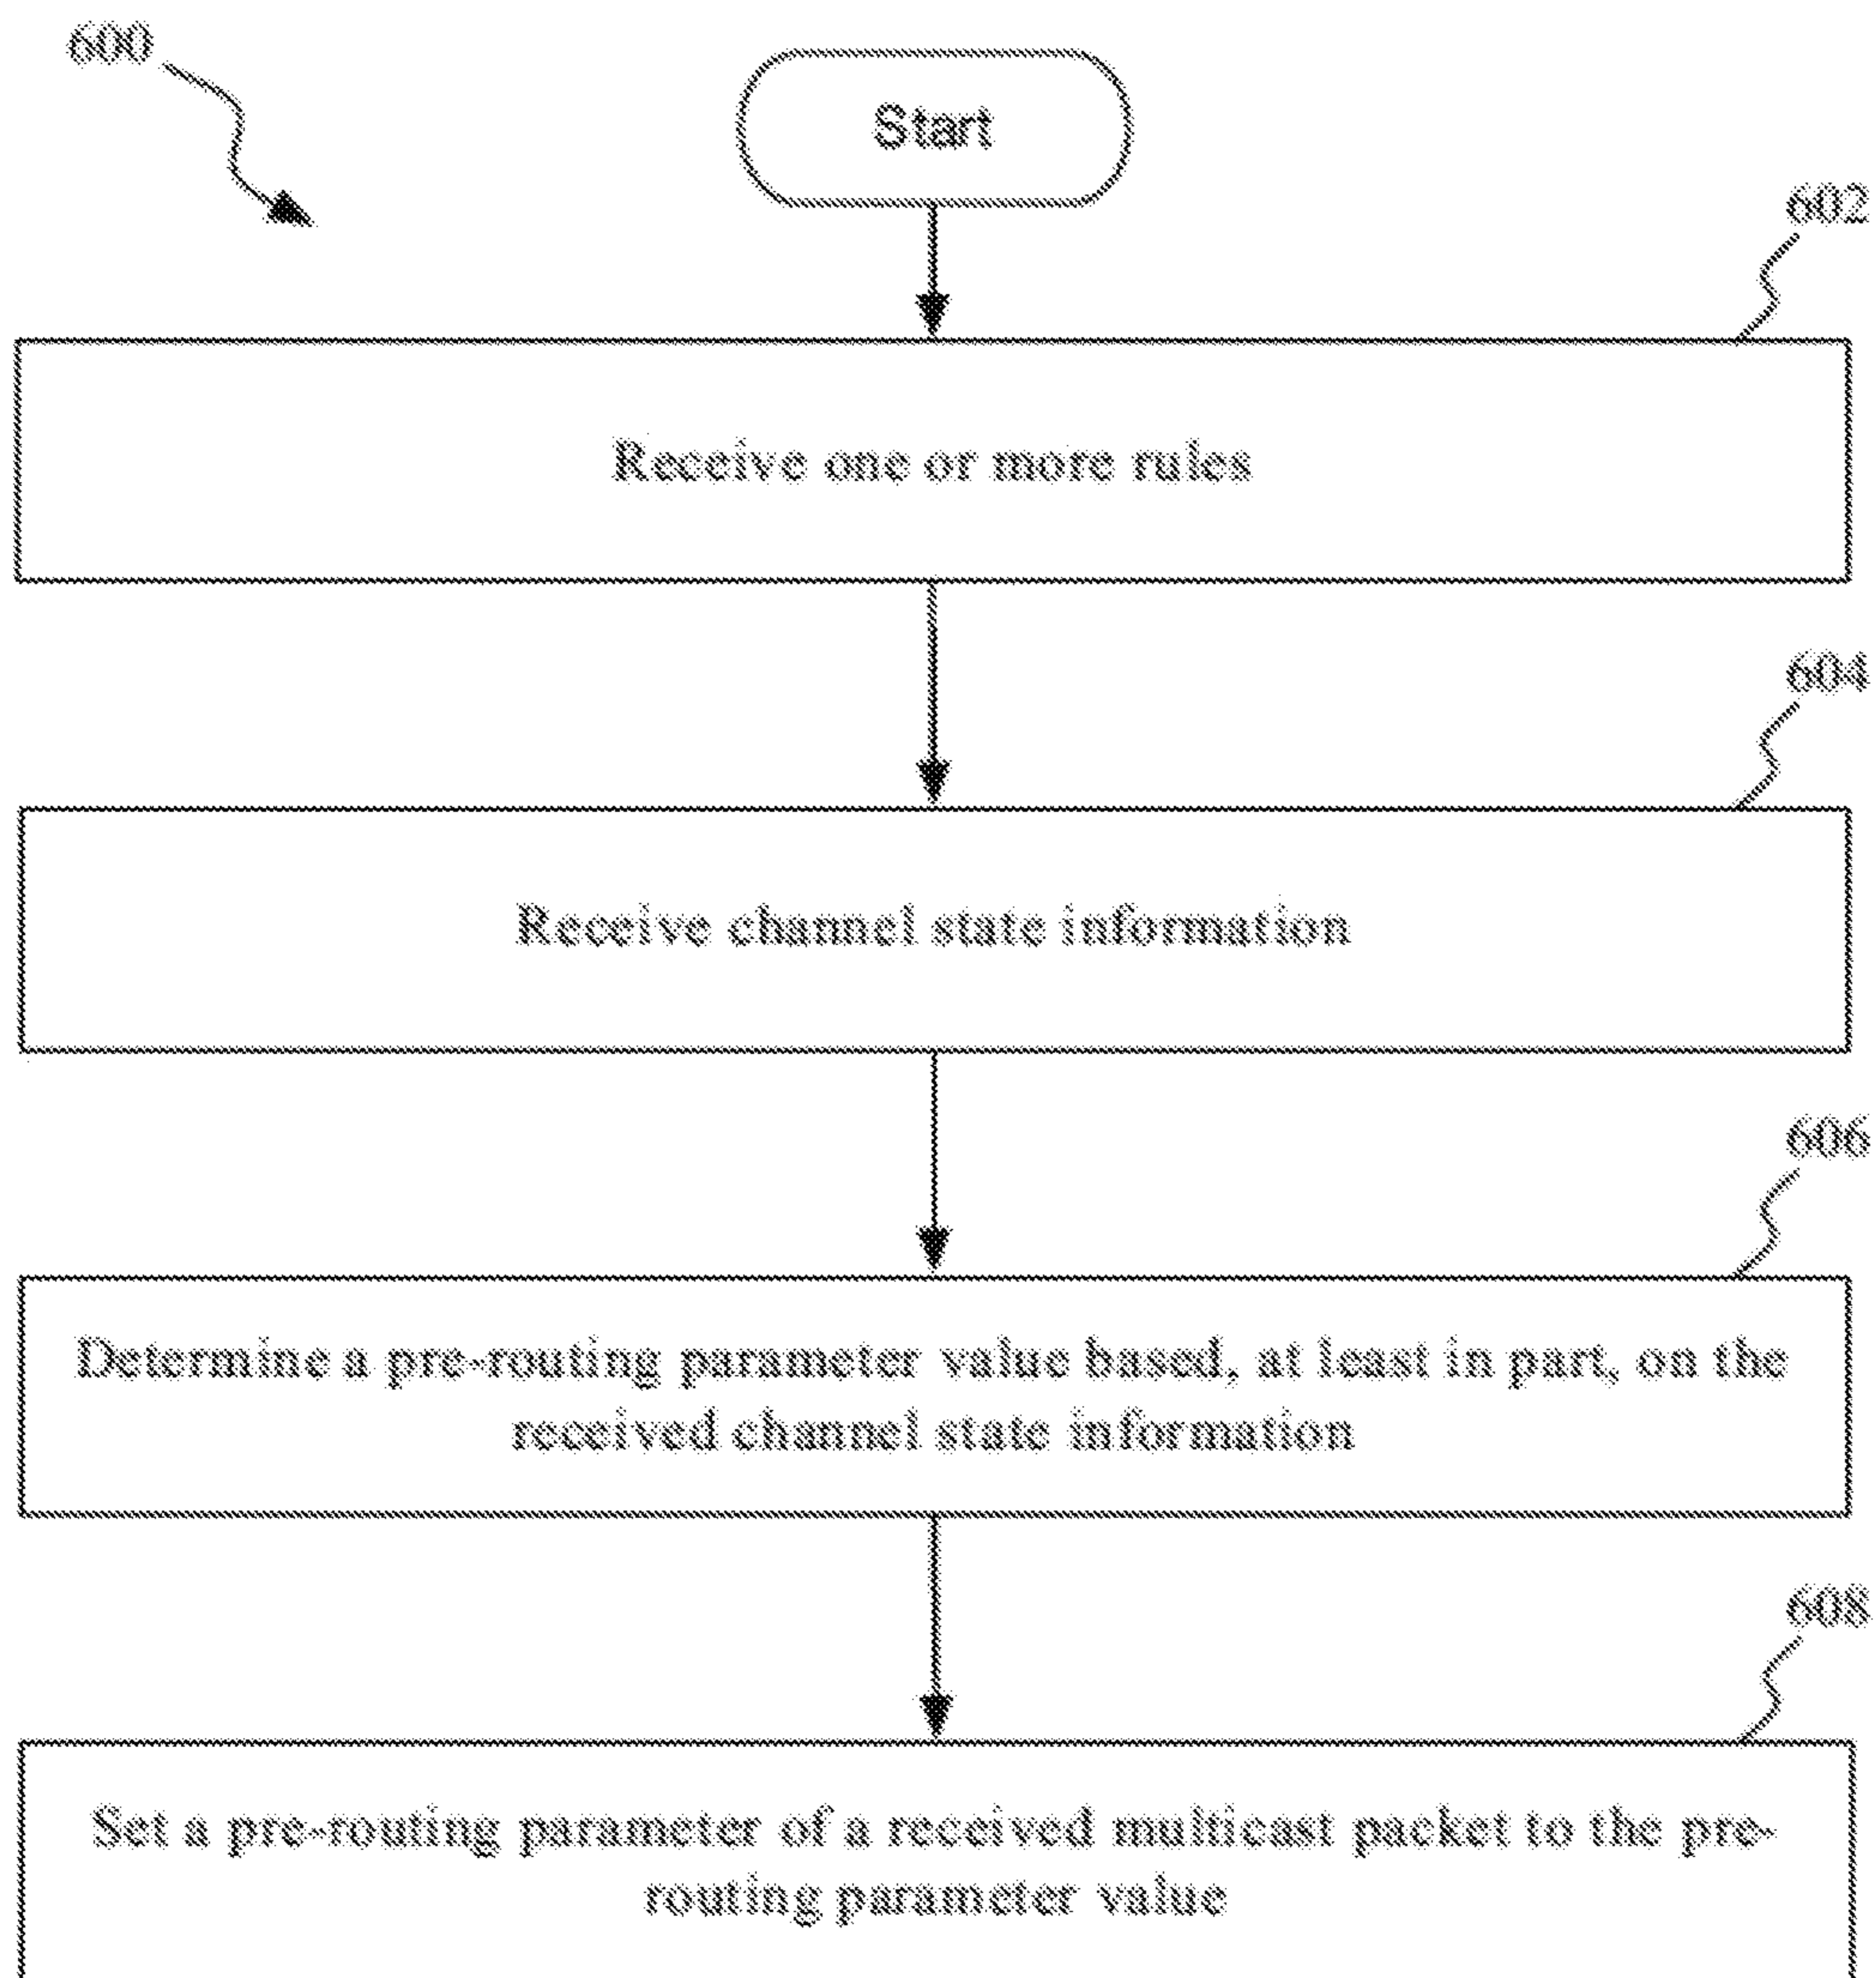 600
Start
602
Receive one or more rules
604
Receive channel state information
606
Determine a pre-routing parameter value based, at least in part, on the
received channel state information
608
Set a pre-routing parameter of a received multicast packet to the pre-
routing parameter value